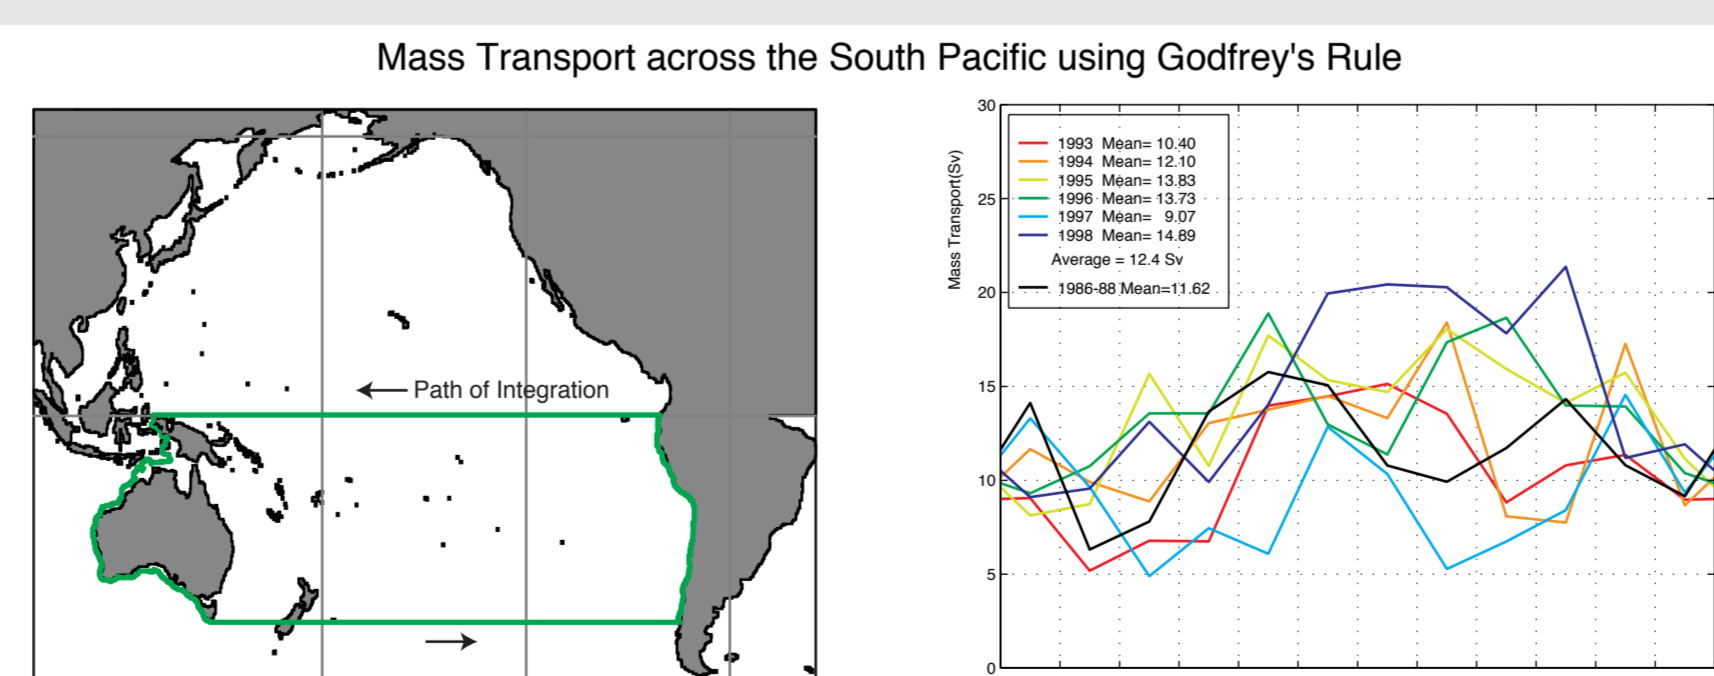 Mass Transport across the South Pacific using Godfrey's Rule
Path of Integration
Mass Transport(Sv)
30
25
20
15
10
5
0
1993 Mean= 10.40
1994 Mean= 12.10
1995 Mean= 13.83
1996 Mean= 13.73
1997 Mean= 9.07
1998 Mean= 14.89
Average = 12.4 Sv
1986-88 Mean=11.62